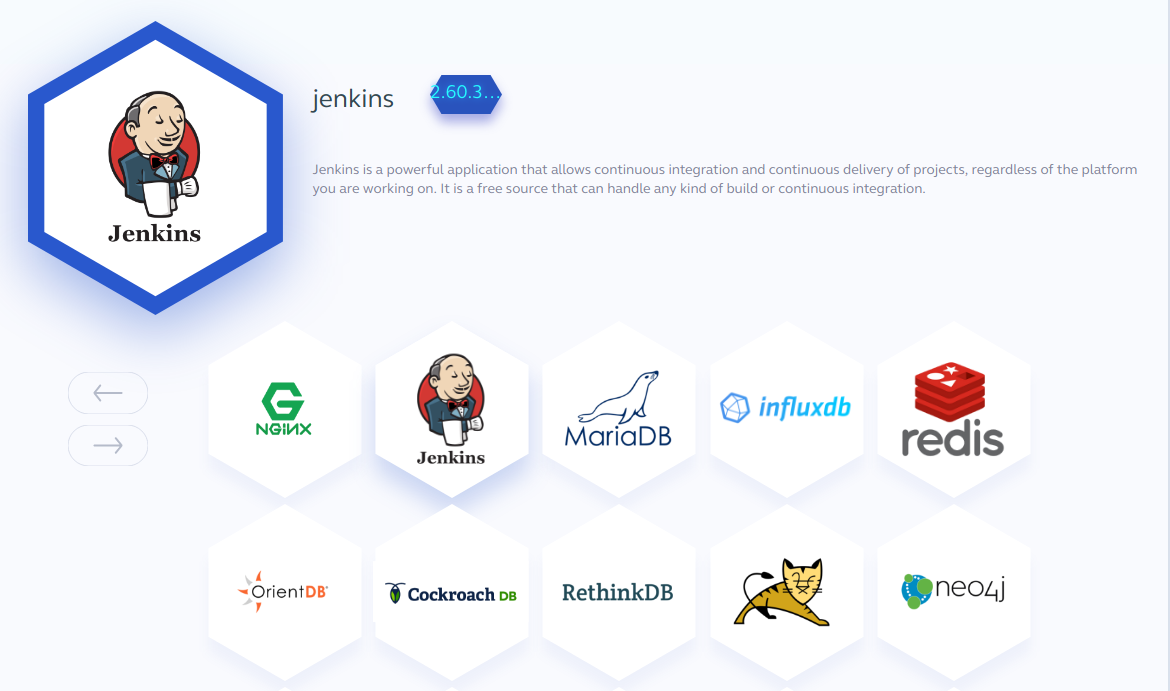 Jenkins
jenkins
2.60.3...
Jenkins is a powerful application that allows continuous integration and continuous delivery of projects, regardless of the platform
you are working on. It is a free source that can handle any kind of build or continuous integration.
NGiNX
Jenkins
MariaDB
influxdb
redis
OrientDB
Cockroach DB
RethinkDB
neo4j